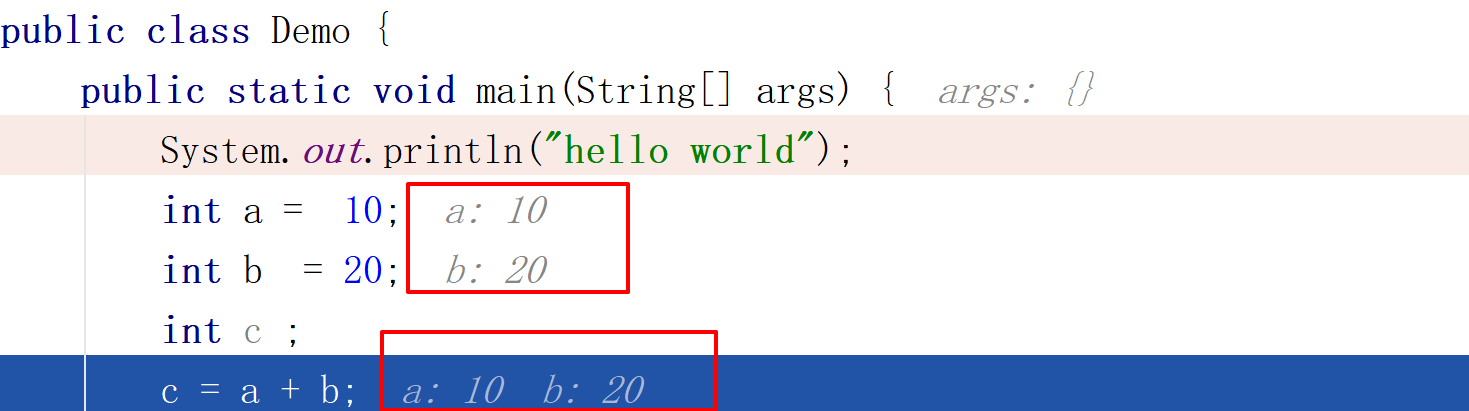 public class Demo {
public static void main(String[] args) { args: {}
System.out.println("hello world");
int a =  10; a: 10
int b  = 20; b: 20
int c ;
c = a + b; a: 10  b: 20